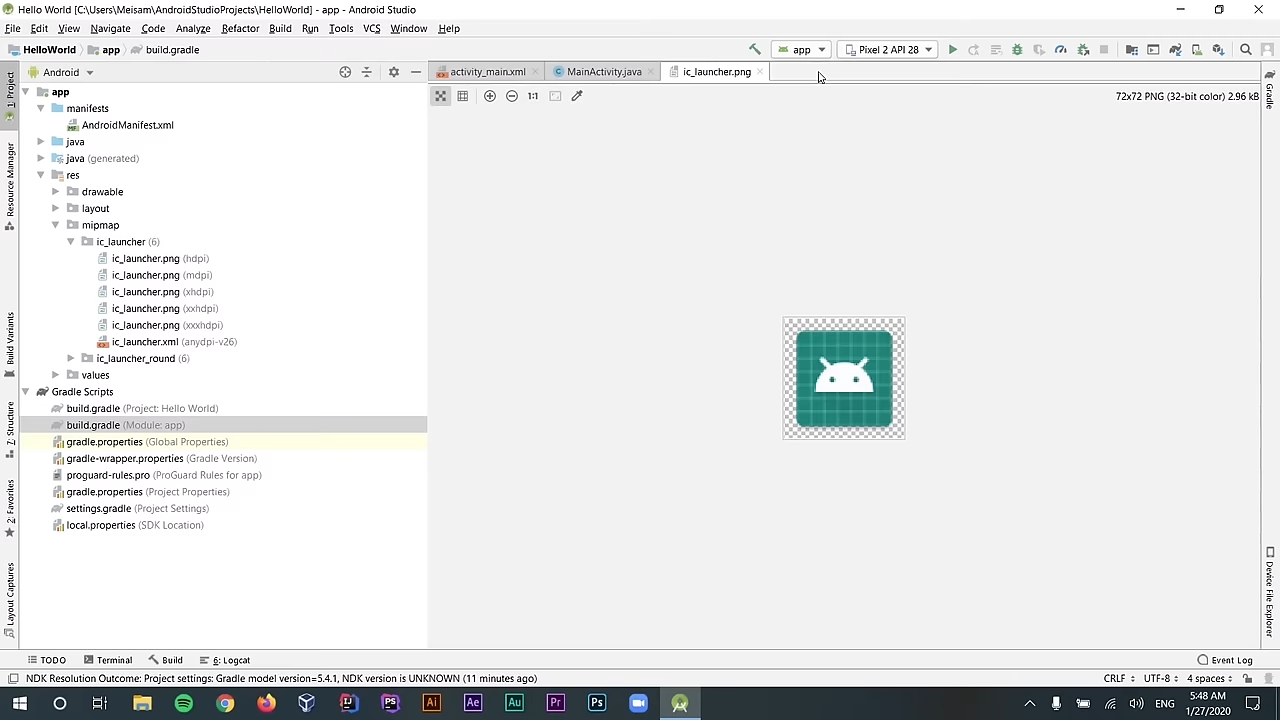 Hello World [C:\Users\Meisam\AndroidStudioProjects\HelloWorld] - app - Android Studio
File Edit View Navigate Code Analyze Refactor Build Run Tools VCS Window Help
HelloWorld app build.gradle app Pixel 2 API 28
1: Project
Resource Manager
Build Variants
7: Structure
2: Favorites
Layout Captures
Android
activity_main.xml MainActivity.java ic_launcher.png
1:1
72x72 PNG (32-bit color) 2.96 kB
app
manifests
AndroidManifest.xml
java
java (generated)
res
drawable
layout
mipmap
ic_launcher (6)
ic_launcher.png (hdpi)
ic_launcher.png (mdpi)
ic_launcher.png (xhdpi)
ic_launcher.png (xxhdpi)
ic_launcher.png (xxxhdpi)
ic_launcher.xml (anydpi-v26)
ic_launcher_round (6)
values
Gradle Scripts
build.gradle (Project: Hello World)
build.gradle (Module: app)
gradle.properties (Global Properties)
gradle-wrapper.properties (Gradle Version)
proguard-rules.pro (ProGuard Rules for app)
gradle.properties (Project Properties)
settings.gradle (Project Settings)
local.properties (SDK Location)
Gradle
Device File Explorer
TODO Terminal Build 6: Logcat Event Log
NDK Resolution Outcome: Project settings: Gradle model version=5.4.1, NDK version is UNKNOWN (11 minutes ago) CRLF UTF-8 4 spaces
PS Ai Ae Au Pr Ps ENG
5:48 AM
1/27/2020